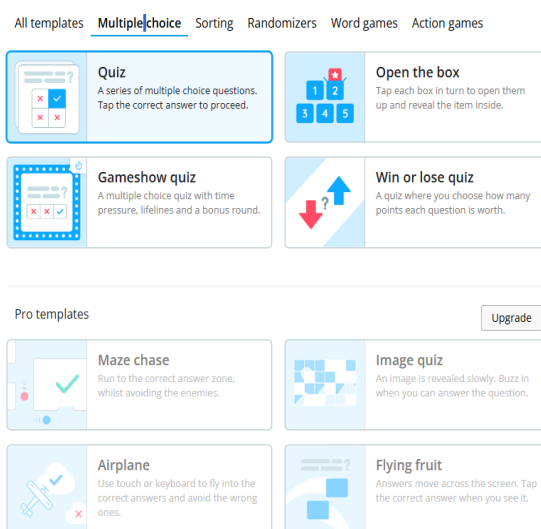 All templates Multiple choice Sorting Randomizers Word games Action games
Quiz
A series of multiple choice questions.
Tap the correct answer to proceed.
Open the box
Tap each box in turn to open them
up and reveal the item inside.
1 2
3 4 5
Gameshow quiz
A multiple choice quiz with time
pressure, lifelines and a bonus round.
Win or lose quiz
A quiz where you choose how many
points each question is worth.
Pro templates
Upgrade
Maze chase
Run to the correct answer zone,
whilst avoiding the enemies.
Image quiz
An image is revealed slowly. Buzz in
when you can answer the question.
Airplane
Use touch or keyboard to fly into the
correct answers and avoid the wrong
ones.
Flying fruit
Answers move across the screen. Tap
the correct answer when you see it.